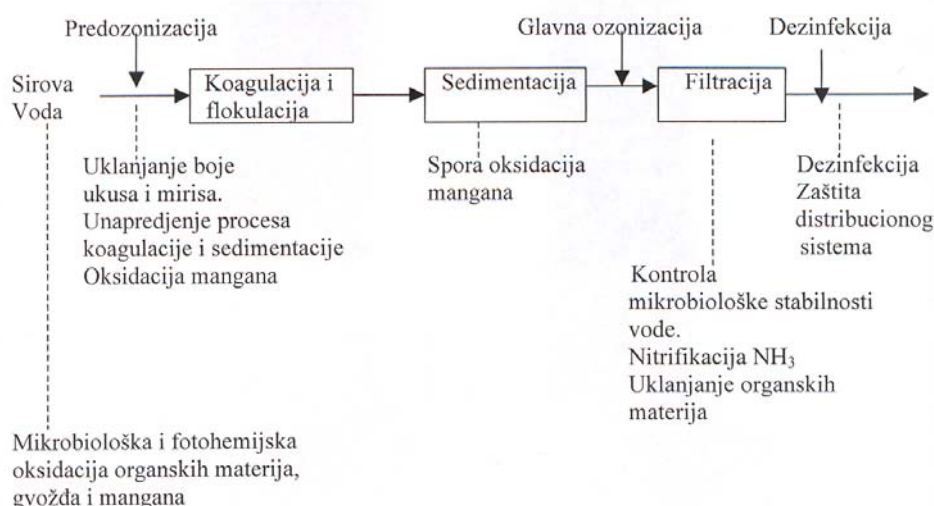 Predozonizacija
Glavna ozonizacija
Dezinfekcija
Sirova
Voda
Koagulacija i
flokulacija
Sedimentacija
Filtracija
Uklanjanje boje
ukusa i mirisa.
Unapredjenje procesa
koagulacije i sedimentacije
Oksidacija mangana
Spora oksidacija
mangana
Dezinfekcija
Zaštita
distribucionog
sistema
Kontrola
mikrobiološke stabilnosti
vode.
Nitrifikacija NH₃
Uklanjanje organskih
materija
Mikrobiološka i fotohemijska
oksidacija organskih materija,
gvožđa i mangana